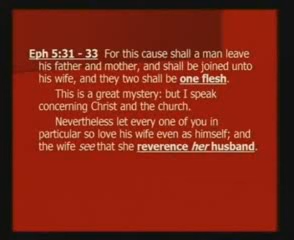 Eph 5:31 - 33 For this cause shall a man leave
his father and mother, and shall be joined unto
his wife, and they two shall be one flesh.
This is a great mystery: but I speak
concerning Christ and the church.
Nevertheless let every one of you in
particular so love his wife even as himself; and
the wife see that she reverence her husband.